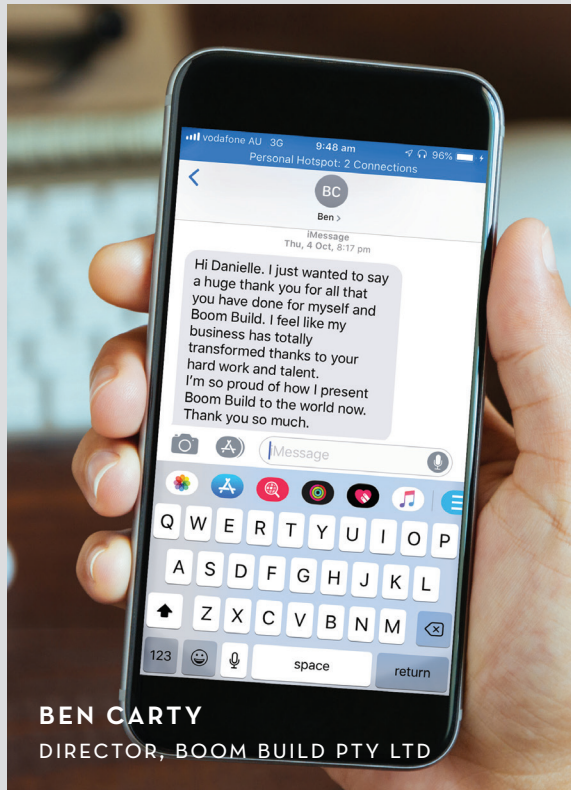 vodafone AU 3G 9:48 am 96%
Personal Hotspot: 2 Connections
BC
Ben >
iMessage
Thu, 4 Oct, 8:17 pm
Hi Danielle. I just wanted to say
a huge thank you for all that
you have done for myself and
Boom Build. I feel like my
business has totally
transformed thanks to your
hard work and talent.
I'm so proud of how I present
Boom Build to the world now.
Thank you so much.
iMessage
Q W E R T Y U I O P
A S D F G H J K L
Z X C V B N M
123 space return
BEN CARTY
DIRECTOR, BOOM BUILD PTY LTD